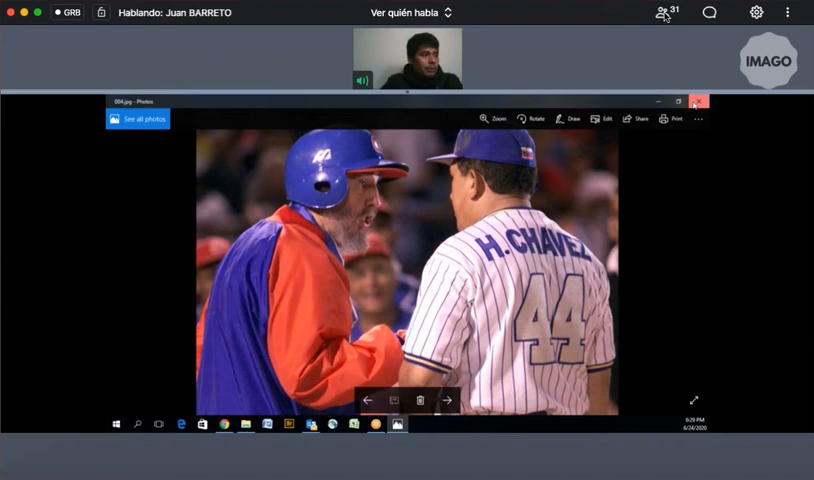 GRB
Hablando: Juan BARRETO
Ver quién habla
31
IMAGO
004.jpg - Photos
See all photos
Zoom
Rotate
Draw
Edit
Share
Print
H. CHAVEZ
44
6:29 PM
6/24/2020